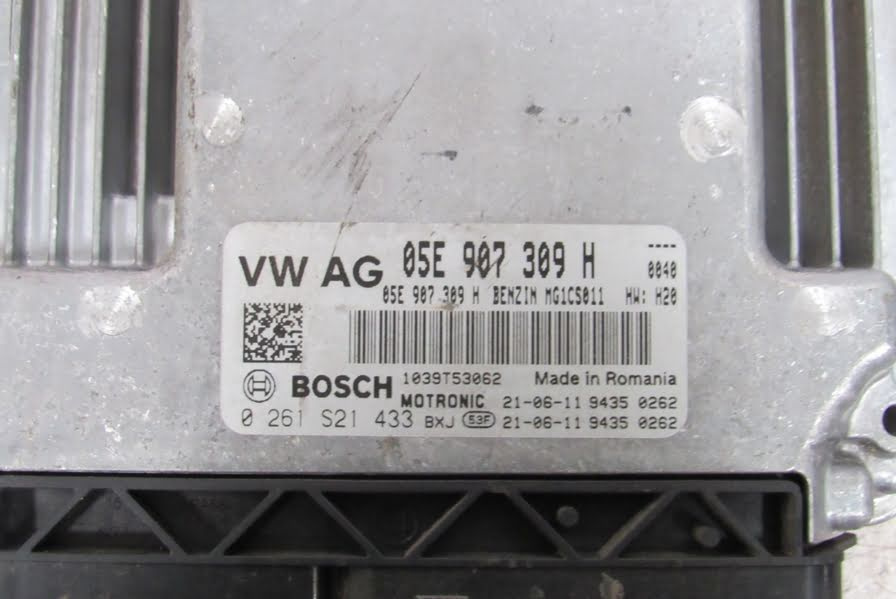 VW AG 05E 907 309 H ----
0040
05E 907 309 H BENZIN MG1CS011 HW: H20
BOSCH 1039T53062 Made in Romania
MOTRONIC 21-06-11 9435 0262
0 261 S21 433 BXJ 53F 21-06-11 9435 0262